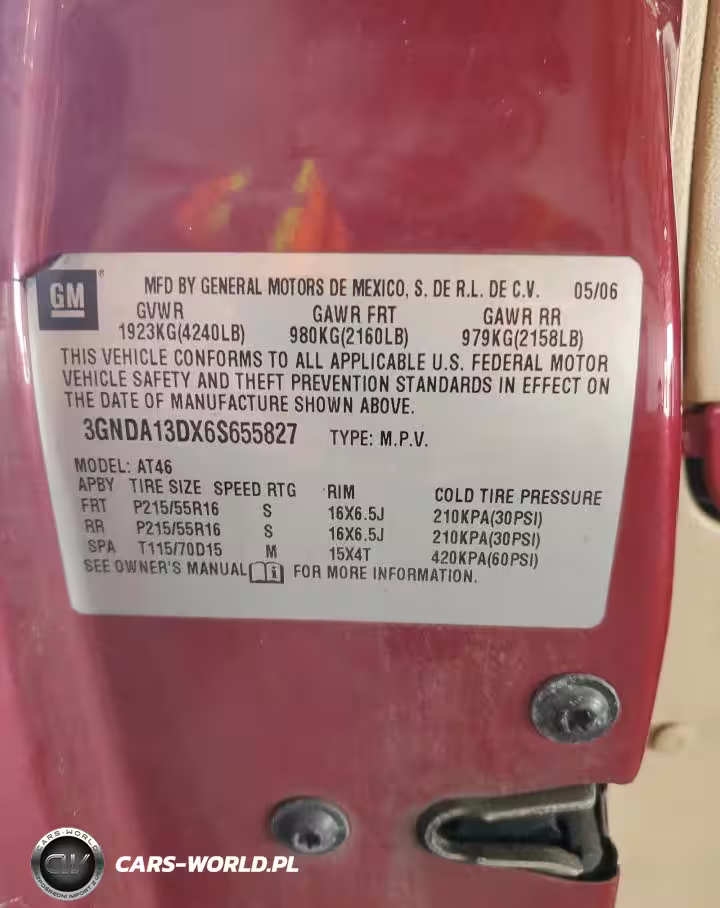 GM®
MFD BY GENERAL MOTORS DE MEXICO, S. DE R.L. DE C.V. 05/06
GVWR GAWR FRT GAWR RR
1923KG(4240LB) 980KG(2160LB) 979KG(2158LB)
THIS VEHICLE CONFORMS TO ALL APPLICABLE U.S. FEDERAL MOTOR
VEHICLE SAFETY AND THEFT PREVENTION STANDARDS IN EFFECT ON
THE DATE OF MANUFACTURE SHOWN ABOVE.
3GNDA13DX6S655827 TYPE: M.P.V.
MODEL: AT46
APBY TIRE SIZE SPEED RTG RIM COLD TIRE PRESSURE
FRT P215/55R16 S 16X6.5J 210KPA(30PSI)
RR P215/55R16 S 16X6.5J 210KPA(30PSI)
SPA T115/70D15 M 15X4T 420KPA(60PSI)
SEE OWNER'S MANUAL i FOR MORE INFORMATION.
CARS-WORLD
CW
CARS-WORLD.PL